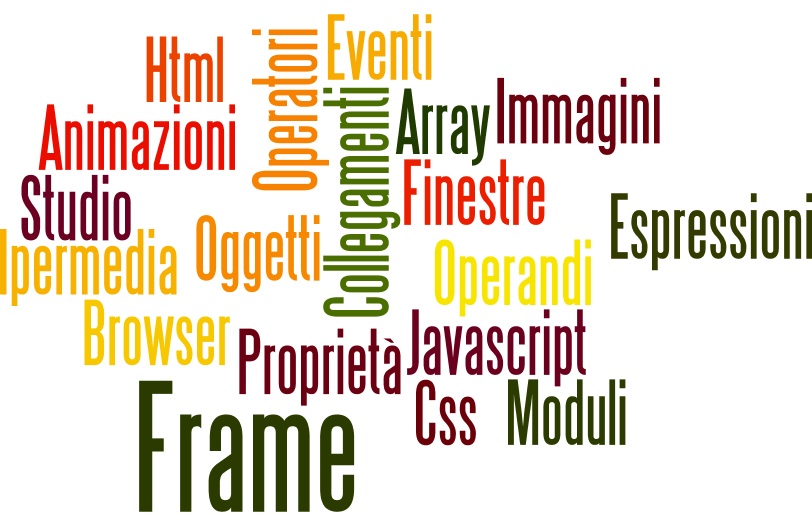 Eventi
Html
Operatori
Immagini
Array
Collegamenti
Animazioni
Finestre
Studio
Espressioni
Oggetti
Ipermedia
Operandi
Browser
Javascript
Proprietà
Css
Moduli
Frame